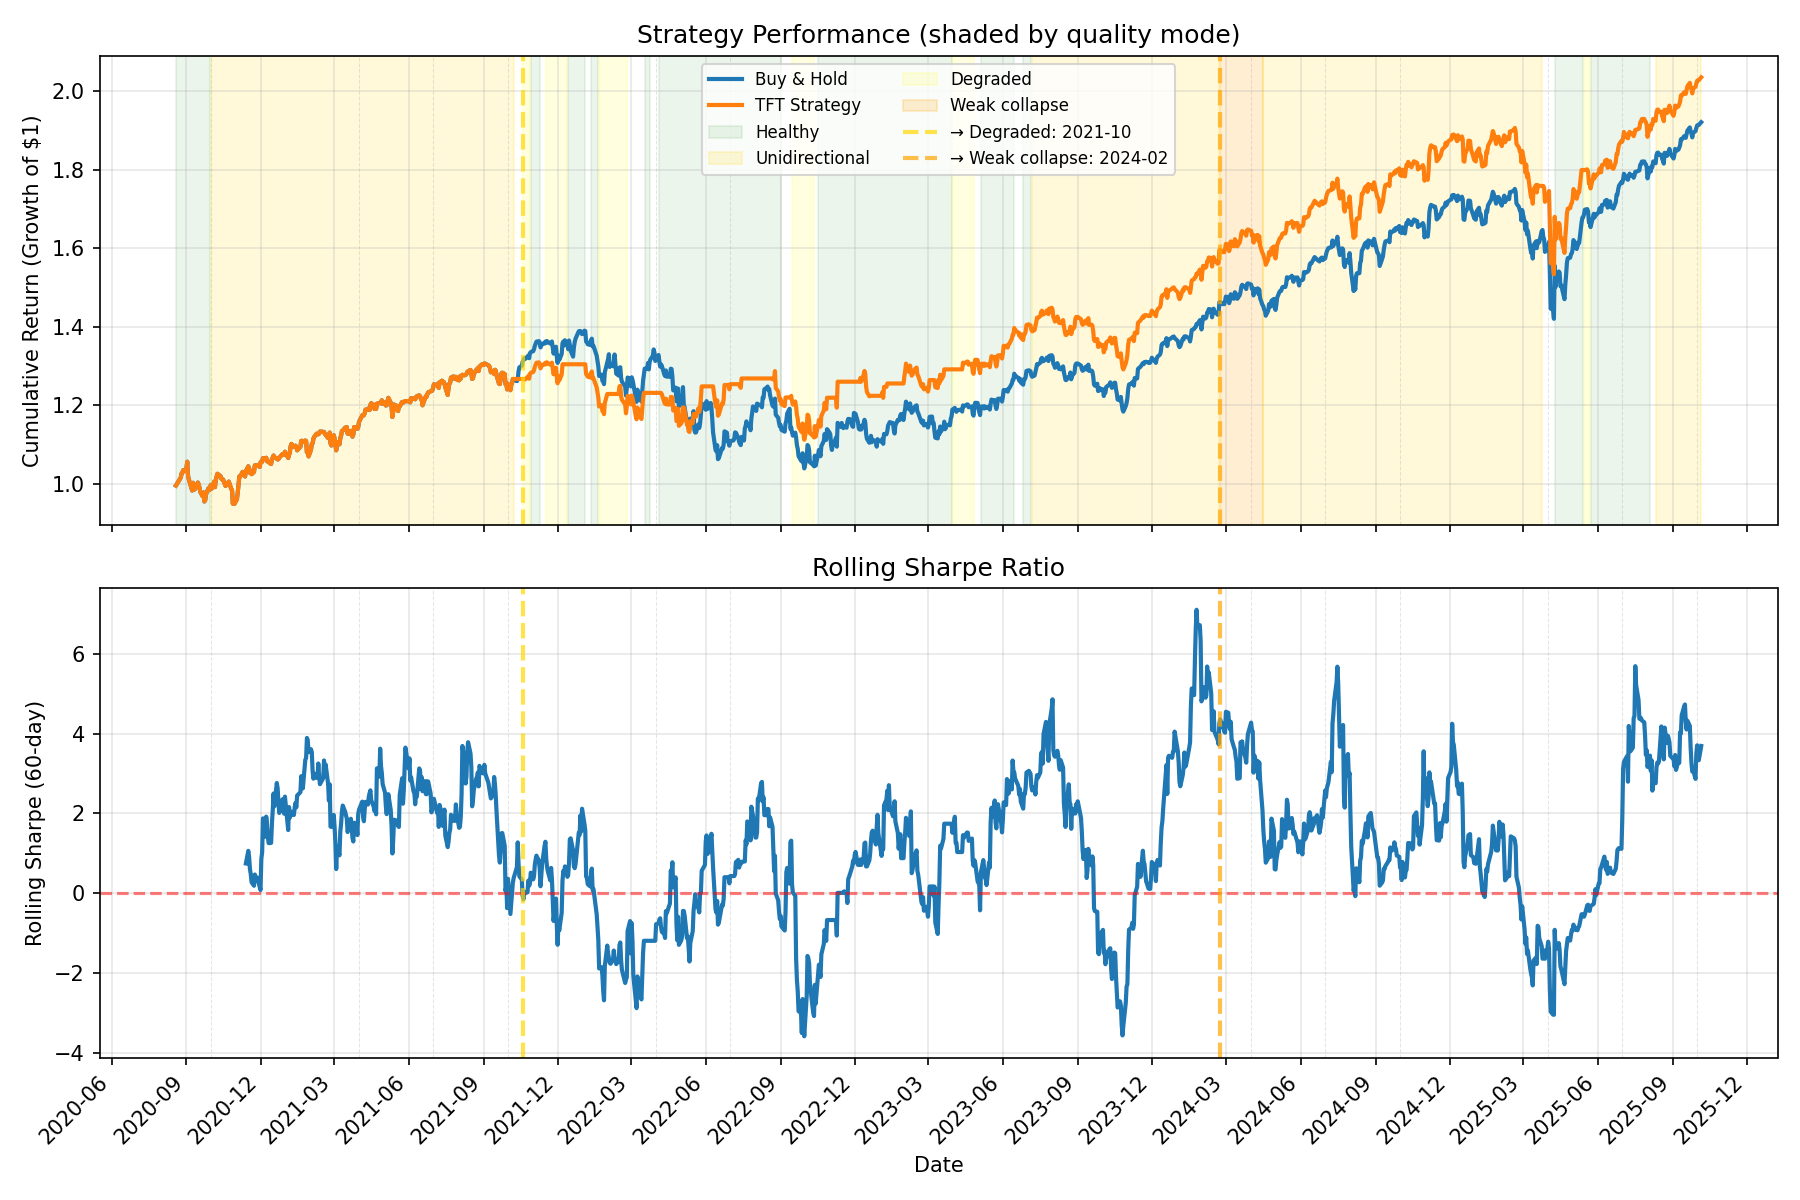 Strategy Performance (shaded by quality mode)
Cumulative Return (Growth of $1)
2.0
1.8
1.6
1.4
1.2
1.0
Buy & Hold
TFT Strategy
Healthy
Unidirectional
Degraded
Weak collapse
→ Degraded: 2021-10
→ Weak collapse: 2024-02
Rolling Sharpe Ratio
Rolling Sharpe (60-day)
6
4
2
0
−2
−4
2020-06
2020-09
2020-12
2021-03
2021-06
2021-09
2021-12
2022-03
2022-06
2022-09
2022-12
2023-03
2023-06
2023-09
2023-12
2024-03
2024-06
2024-09
2024-12
2025-03
2025-06
2025-09
2025-12
Date